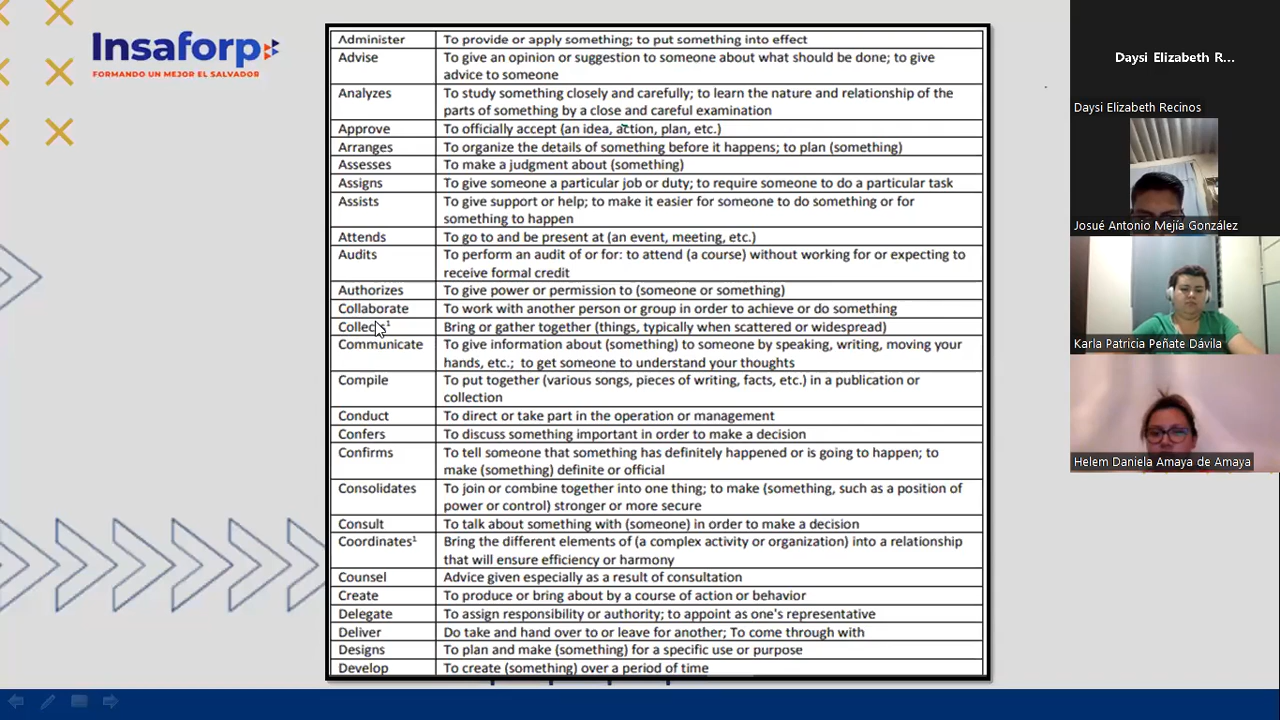 Insaforp
FORMANDO UN MEJOR EL SALVADOR
Administer To provide or apply something; to put something into effect
Advise To give an opinion or suggestion to someone about what should be done; to give
advice to someone
Analyzes To study something closely and carefully; to learn the nature and relationship of the
parts of something by a close and careful examination
Approve To officially accept (an idea, action, plan, etc.)
Arranges To organize the details of something before it happens; to plan (something)
Assesses To make a judgment about (something)
Assigns To give someone a particular job or duty; to require someone to do a particular task
Assists To give support or help; to make it easier for someone to do something or for
something to happen
Attends To go to and be present at (an event, meeting, etc.)
Audits To perform an audit of or for: to attend (a course) without working for or expecting to
receive formal credit
Authorizes To give power or permission to (someone or something)
Collaborate To work with another person or group in order to achieve or do something
Bring or gather together (things, typically when scattered or widespread)
Communicate To give information about (something) to someone by speaking, writing, moving your
hands, etc.; to get someone to understand your thoughts
Compile To put together (various songs, pieces of writing, facts, etc.) in a publication or
collection
Conduct To direct or take part in the operation or management
Confers To discuss something important in order to make a decision
Confirms To tell someone that something has definitely happened or is going to happen; to
make (something) definite or official
Consolidates To join or combine together into one thing; to make (something, such as a position of
power or control) stronger or more secure
Consult To talk about something with (someone) in order to make a decision
Coordinates¹ Bring the different elements of (a complex activity or organization) into a relationship
that will ensure efficiency or harmony
Counsel Advice given especially as a result of consultation
Create To produce or bring about by a course of action or behavior
Delegate To assign responsibility or authority; to appoint as one's representative
Deliver Do take and hand over to or leave for another; To come through with
Designs To plan and make (something) for a specific use or purpose
Develop To create (something) over a period of time
Daysi Elizabeth R...
Daysi Elizabeth Recinos
Josué Antonio Mejía González
Karla Patricia Peñate Dávila
Helem Daniela Amaya de Amaya